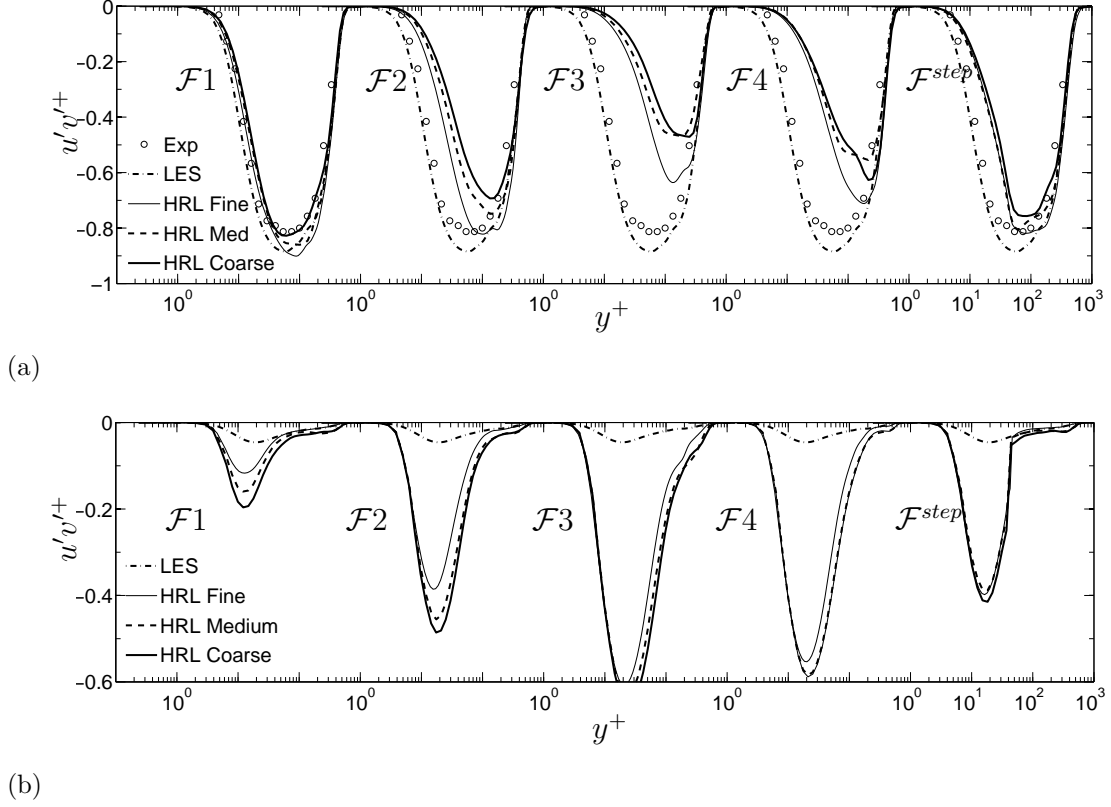 0
−0.2
−0.4
−0.6
−0.8
−1
u′v′⁺
ℱ1 ℱ2 ℱ3 ℱ4 ℱˢᵗᵉᵖ
Exp
LES
HRL Fine
HRL Med
HRL Coarse
10⁰ 10⁰ 10⁰ 10⁰ 10⁰ 10¹ 10² 10³
y⁺
(a)
0
−0.2
−0.4
−0.6
u′v′⁺
ℱ1 ℱ2 ℱ3 ℱ4 ℱˢᵗᵉᵖ
LES
HRL Fine
HRL Medium
HRL Coarse
10⁰ 10⁰ 10⁰ 10⁰ 10⁰ 10¹ 10² 10³
y⁺
(b)